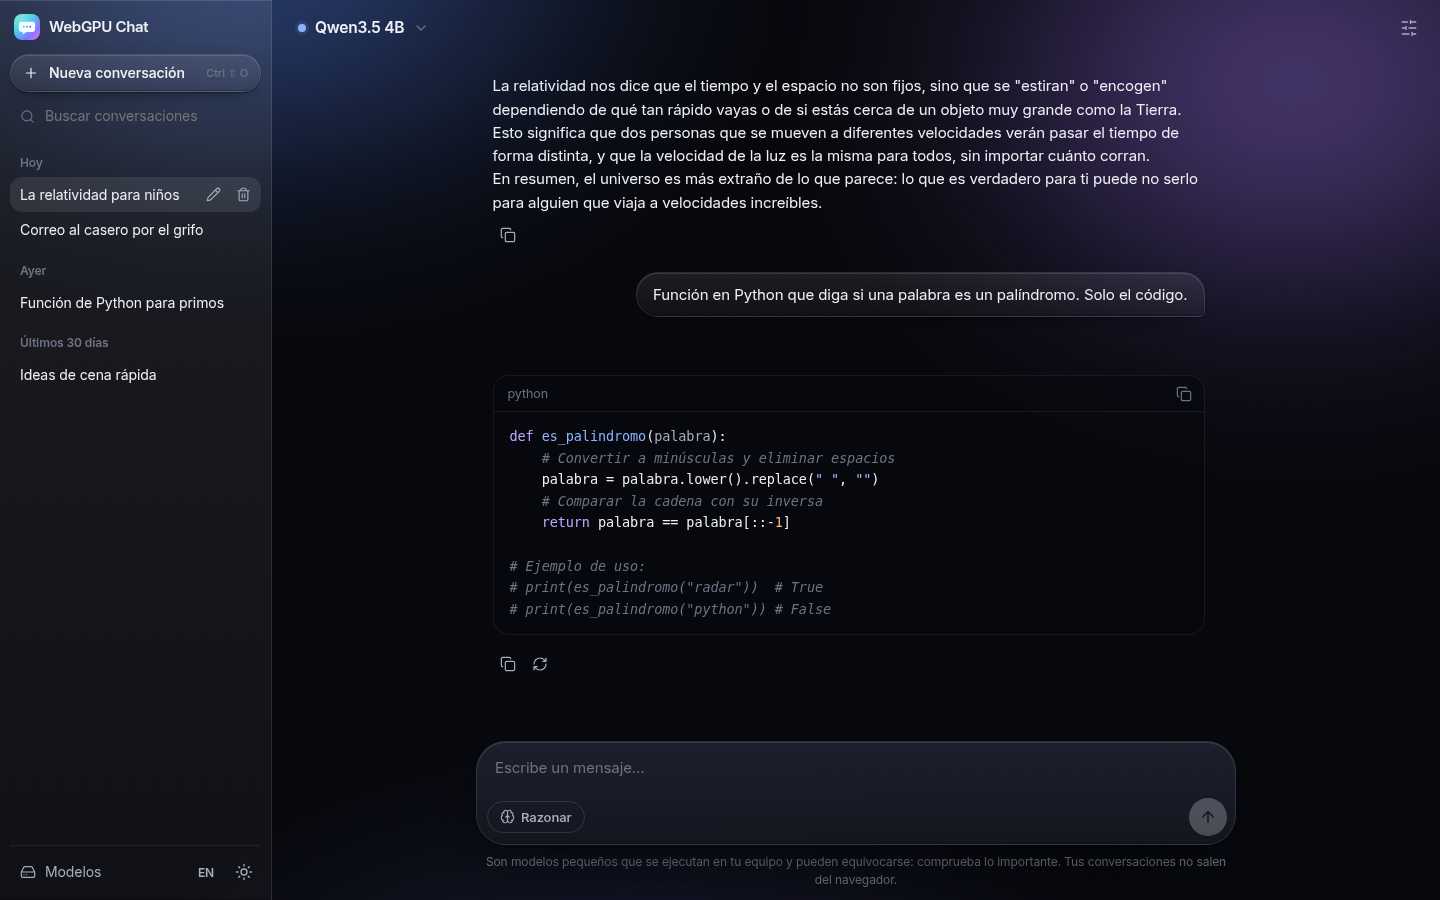 WebGPU Chat
Nueva conversación
Ctrl ⇧ O
Buscar conversaciones
Hoy
La relatividad para niños
Correo al casero por el grifo
Ayer
Función de Python para primos
Últimos 30 días
Ideas de cena rápida
Modelos
EN
Qwen3.5 4B
La relatividad nos dice que el tiempo y el espacio no son fijos, sino que se "estiran" o "encogen"
dependiendo de qué tan rápido vayas o de si estás cerca de un objeto muy grande como la Tierra.
Esto significa que dos personas que se mueven a diferentes velocidades verán pasar el tiempo de
forma distinta, y que la velocidad de la luz es la misma para todos, sin importar cuánto corran.
En resumen, el universo es más extraño de lo que parece: lo que es verdadero para ti puede no serlo
para alguien que viaja a velocidades increíbles.
Función en Python que diga si una palabra es un palíndromo. Solo el código.
python
def es_palindromo(palabra):
    # Convertir a minúsculas y eliminar espacios
    palabra = palabra.lower().replace(" ", "")
    # Comparar la cadena con su inversa
    return palabra == palabra[::-1]
# Ejemplo de uso:
# print(es_palindromo("radar"))  # True
# print(es_palindromo("python")) # False
Escribe un mensaje...
Razonar
Son modelos pequeños que se ejecutan en tu equipo y pueden equivocarse: comprueba lo importante. Tus conversaciones no salen
del navegador.